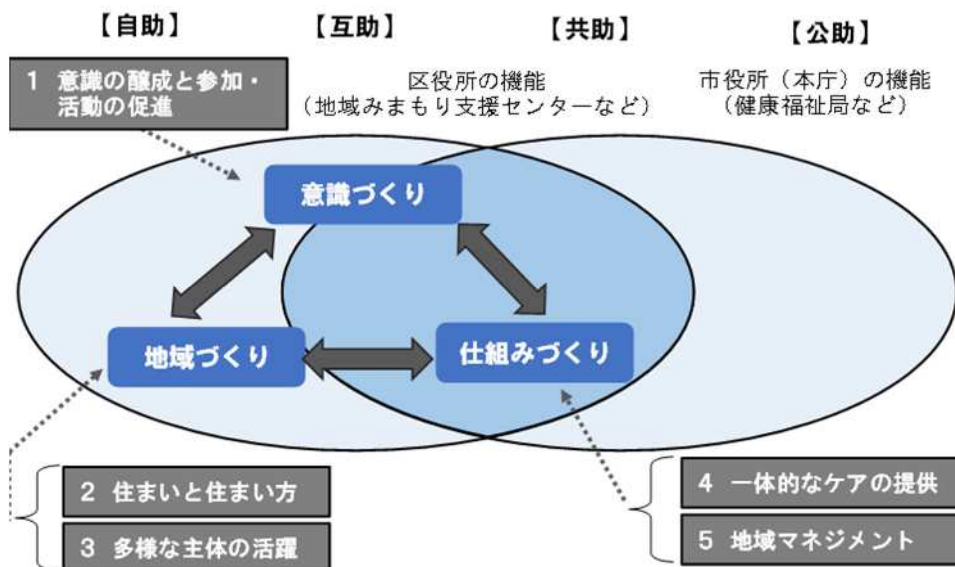 【自助】
【互助】
【共助】
【公助】
1 意識の醸成と参加・
活動の促進
区役所の機能
（地域みまもり支援センターなど）
市役所（本庁）の機能
（健康福祉局など）
意識づくり
地域づくり
仕組みづくり
2 住まいと住まい方
3 多様な主体の活躍
4 一体的なケアの提供
5 地域マネジメント